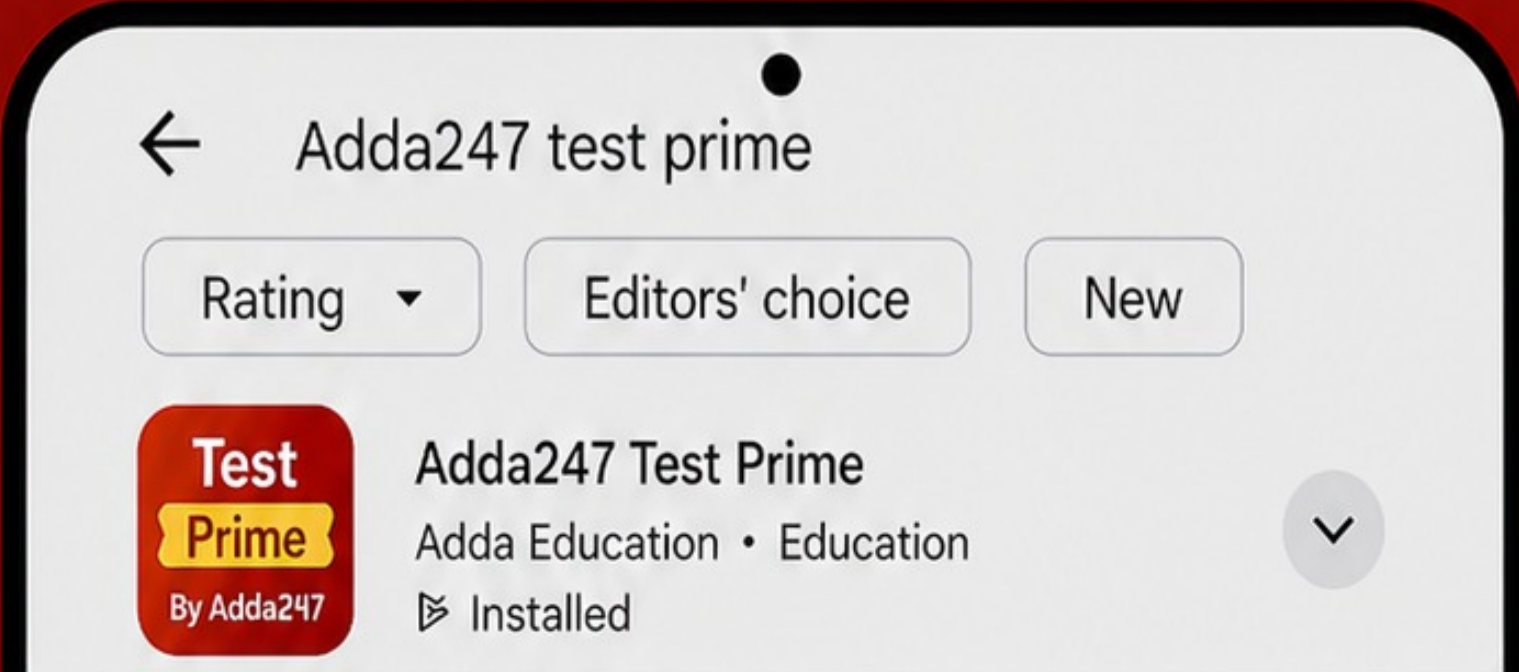 Adda247 test prime
Rating
Editors' choice
New
Test
Prime
By Adda247
Adda247 Test Prime
Adda Education • Education
Installed